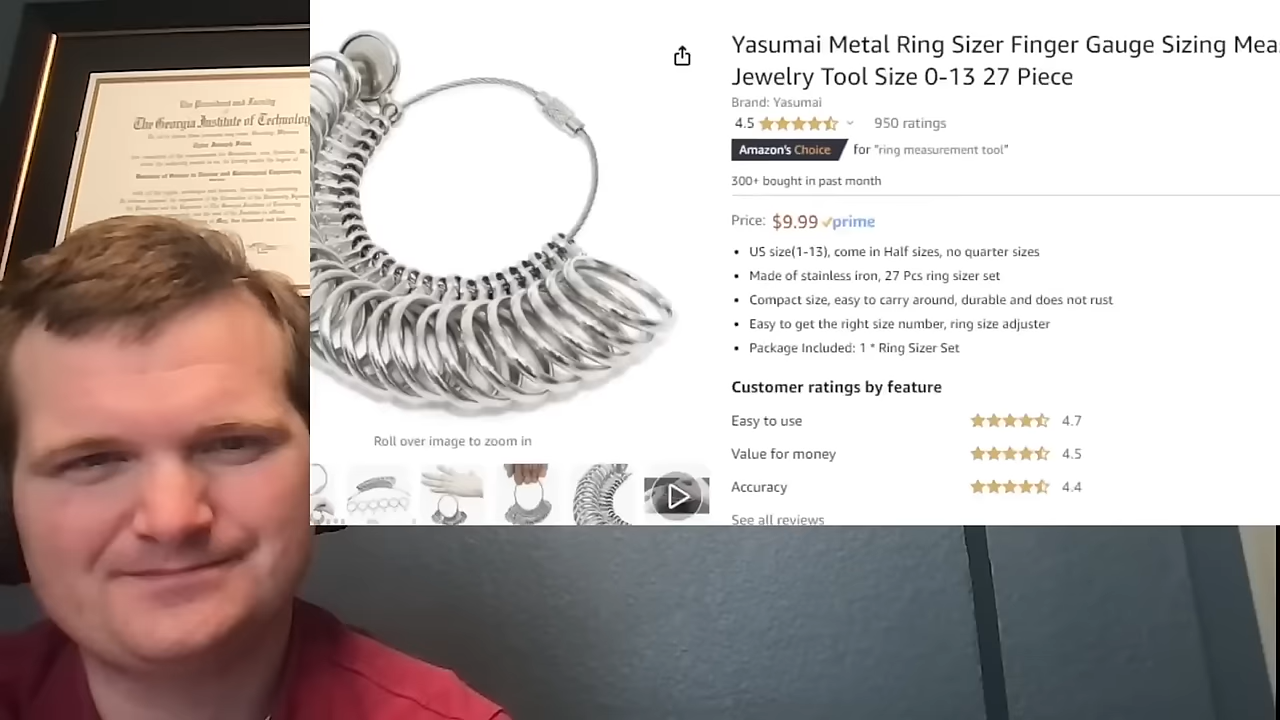 The President and Faculty
The Georgia Institute of Technolog
Yasumai Metal Ring Sizer Finger Gauge Sizing Mea
Jewelry Tool Size 0-13 27 Piece
Brand: Yasumai
4.5 950 ratings
Amazon's Choice for "ring measurement tool"
300+ bought in past month
Price: $9.99 prime
• US size(1-13), come in Half sizes, no quarter sizes
• Made of stainless iron, 27 Pcs ring sizer set
• Compact size, easy to carry around, durable and does not rust
• Easy to get the right size number, ring size adjuster
• Package Included: 1 * Ring Sizer Set
Customer ratings by feature
Easy to use 4.7
Value for money 4.5
Accuracy 4.4
See all reviews
Roll over image to zoom in